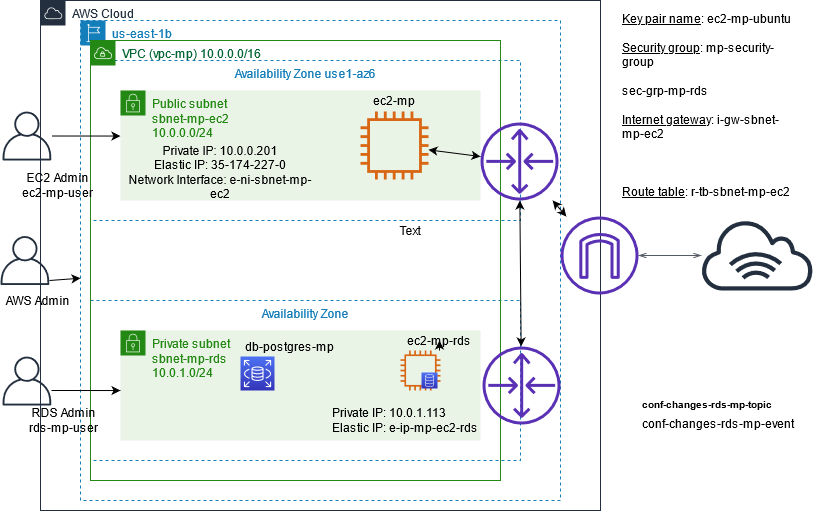 AWS Cloud
us-east-1b
VPC (vpc-mp) 10.0.0.0/16
Availability Zone use1-az6
Public subnet
sbnet-mp-ec2
10.0.0.0/24
ec2-mp
Private IP: 10.0.0.201
Elastic IP: 35-174-227-0
Network Interface: e-ni-sbnet-mp-
ec2
EC2 Admin
ec2-mp-user
Text
AWS Admin
Availability Zone
Private subnet
sbnet-mp-rds
10.0.1.0/24
db-postgres-mp
ec2-mp-rds
Private IP: 10.0.1.113
Elastic IP: e-ip-mp-ec2-rds
RDS Admin
rds-mp-user
Key pair name: ec2-mp-ubuntu
Security group: mp-security-
group
sec-grp-mp-rds
Internet gateway: i-gw-sbnet-
mp-ec2
Route table: r-tb-sbnet-mp-ec2
conf-changes-rds-mp-topic
conf-changes-rds-mp-event